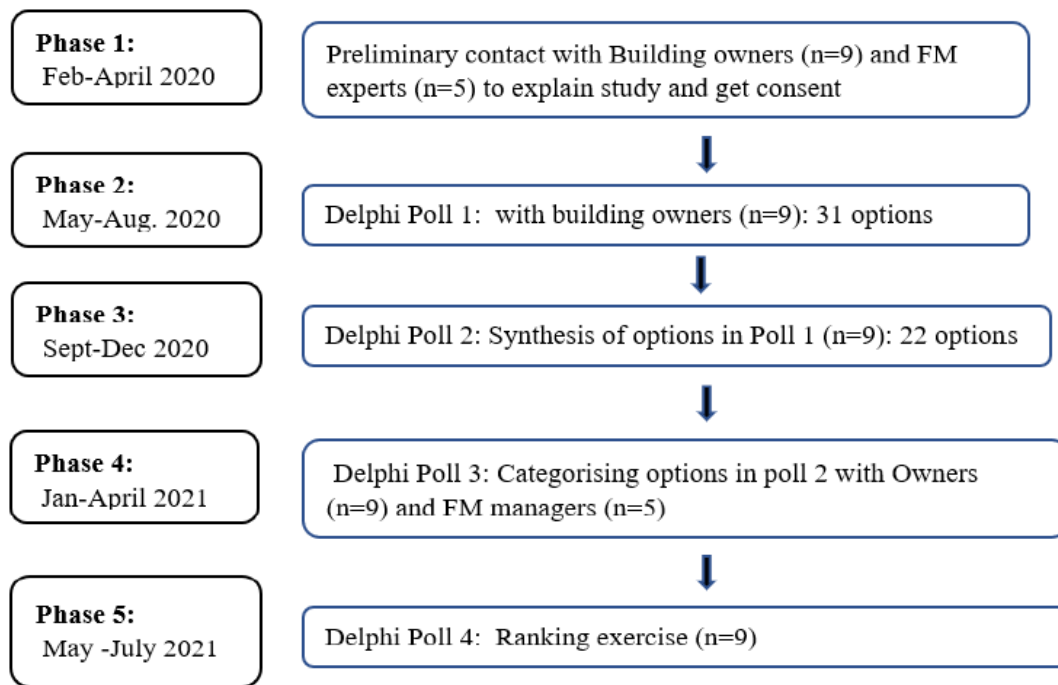 Phase 1:
Feb-April 2020
Preliminary contact with Building owners (n=9) and FM
experts (n=5) to explain study and get consent
Phase 2:
May-Aug. 2020
Delphi Poll 1:  with building owners (n=9): 31 options
Phase 3:
Sept-Dec 2020
Delphi Poll 2: Synthesis of options in Poll 1 (n=9): 22 options
Phase 4:
Jan-April 2021
Delphi Poll 3: Categorising options in poll 2 with Owners
(n=9) and FM managers (n=5)
Phase 5:
May -July 2021
Delphi Poll 4:  Ranking exercise (n=9)